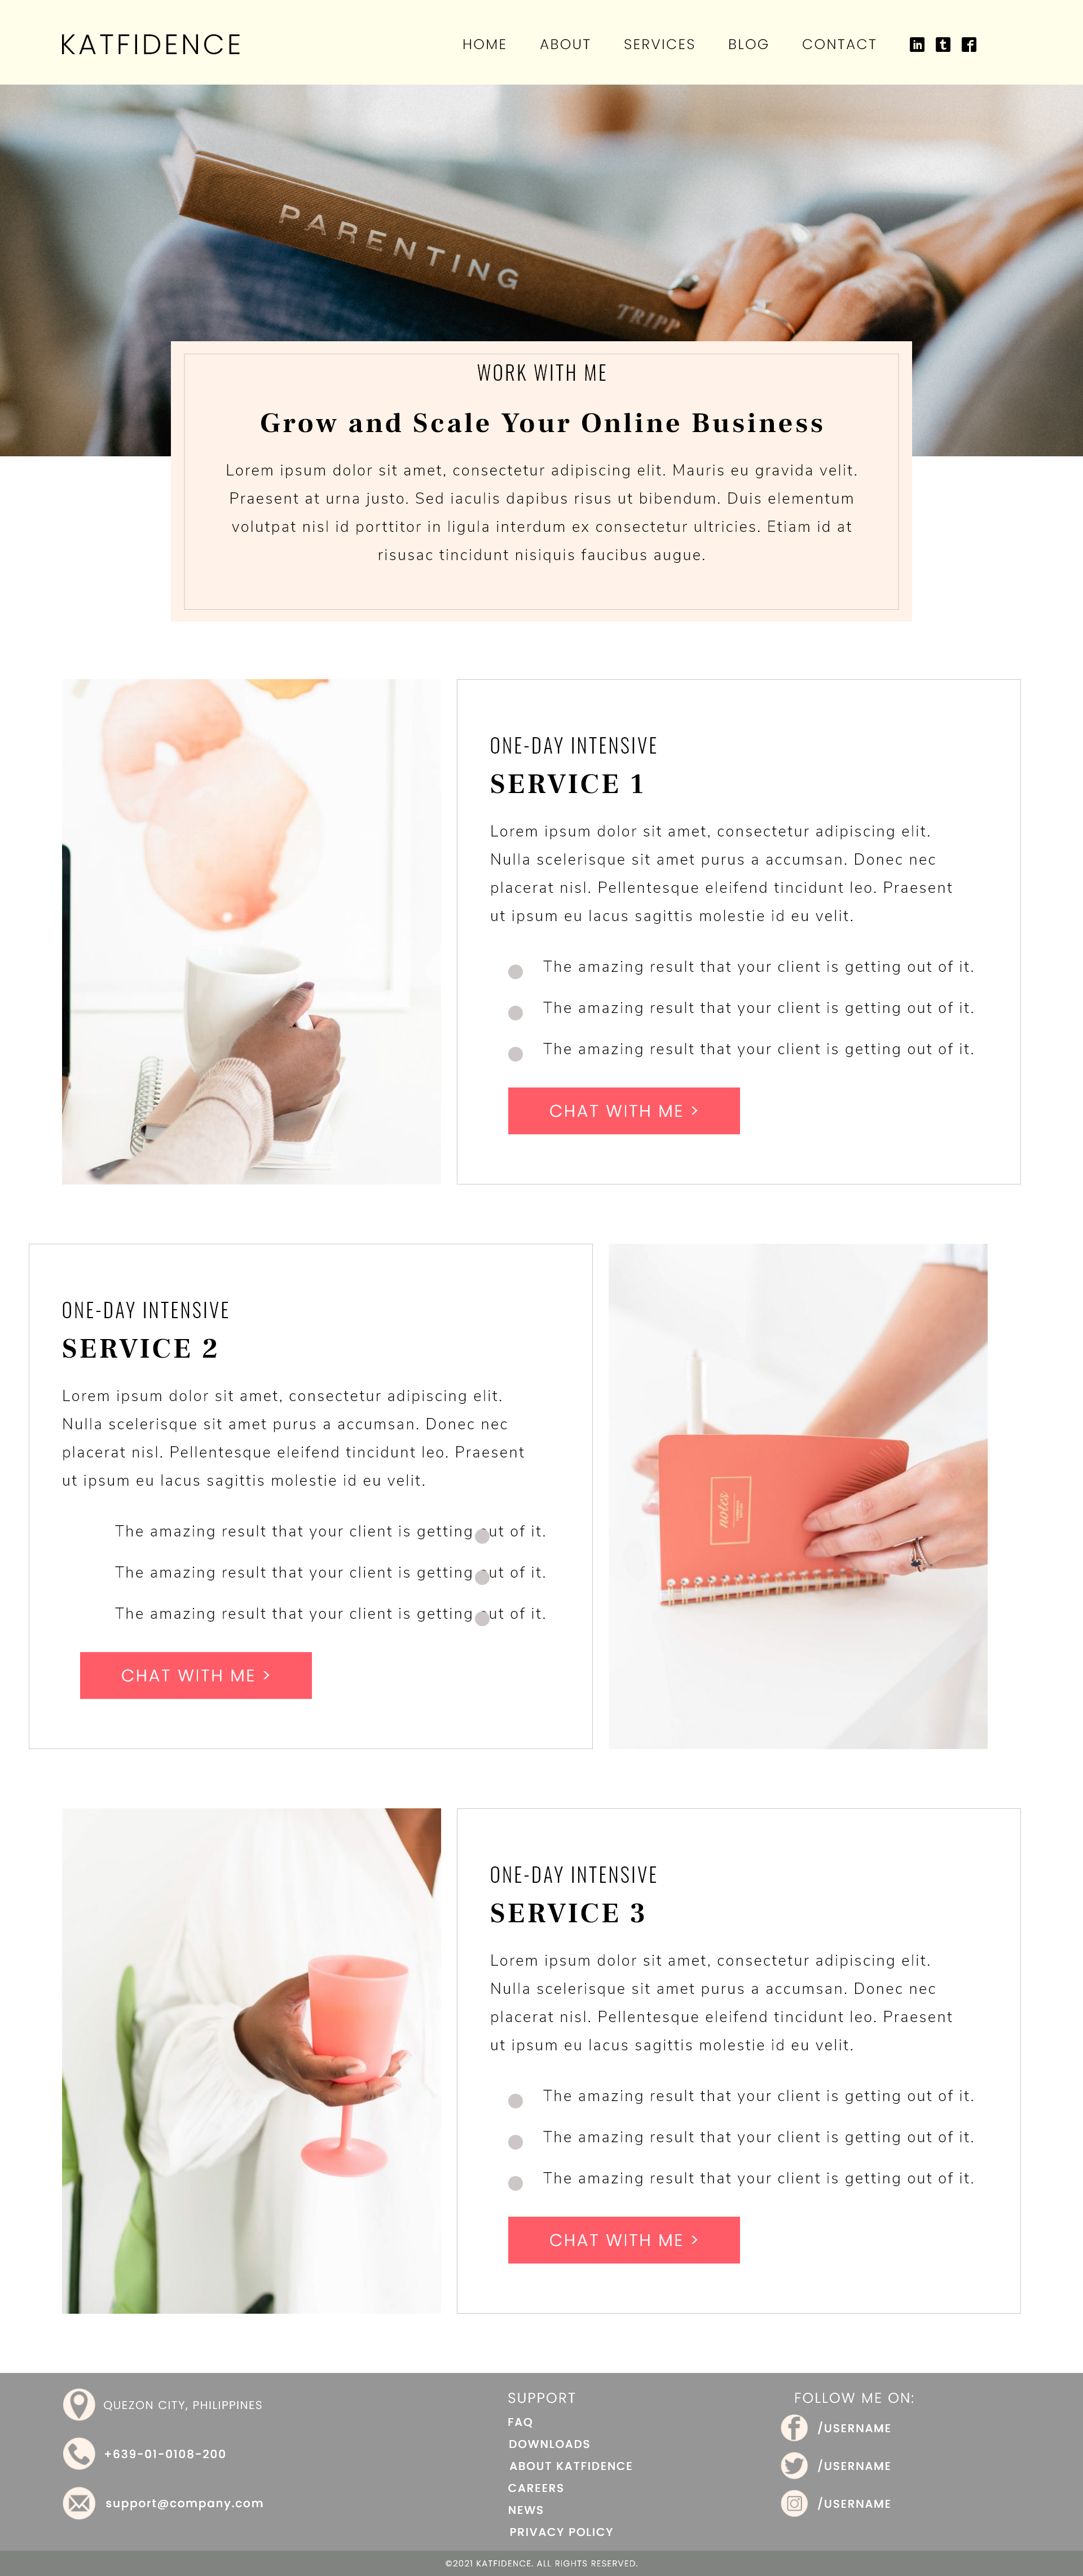 KATFIDENCE
HOME ABOUT SERVICES BLOG CONTACT
PARENTING
TRIPP
WORK WITH ME
Grow and Scale Your Online Business
Lorem ipsum dolor sit amet, consectetur adipiscing elit. Mauris eu gravida velit.
Praesent at urna justo. Sed iaculis dapibus risus ut bibendum. Duis elementum
volutpat nisl id porttitor in ligula interdum ex consectetur ultricies. Etiam id at
risusac tincidunt nisiquis faucibus augue.
ONE-DAY INTENSIVE
SERVICE 1
Lorem ipsum dolor sit amet, consectetur adipiscing elit.
Nulla scelerisque sit amet purus a accumsan. Donec nec
placerat nisl. Pellentesque eleifend tincidunt leo. Praesent
ut ipsum eu lacus sagittis molestie id eu velit.
The amazing result that your client is getting out of it.
The amazing result that your client is getting out of it.
The amazing result that your client is getting out of it.
CHAT WITH ME >
ONE-DAY INTENSIVE
SERVICE 2
Lorem ipsum dolor sit amet, consectetur adipiscing elit.
Nulla scelerisque sit amet purus a accumsan. Donec nec
placerat nisl. Pellentesque eleifend tincidunt leo. Praesent
ut ipsum eu lacus sagittis molestie id eu velit.
The amazing result that your client is getting out of it.
The amazing result that your client is getting out of it.
The amazing result that your client is getting out of it.
CHAT WITH ME >
notes
ONE-DAY INTENSIVE
SERVICE 3
Lorem ipsum dolor sit amet, consectetur adipiscing elit.
Nulla scelerisque sit amet purus a accumsan. Donec nec
placerat nisl. Pellentesque eleifend tincidunt leo. Praesent
ut ipsum eu lacus sagittis molestie id eu velit.
The amazing result that your client is getting out of it.
The amazing result that your client is getting out of it.
The amazing result that your client is getting out of it.
CHAT WITH ME >
QUEZON CITY, PHILIPPINES
+639-01-0108-200
support@company.com
SUPPORT
FAQ
DOWNLOADS
ABOUT KATFIDENCE
CAREERS
NEWS
PRIVACY POLICY
FOLLOW ME ON:
/USERNAME
/USERNAME
/USERNAME
©2021 KATFIDENCE. ALL RIGHTS RESERVED.